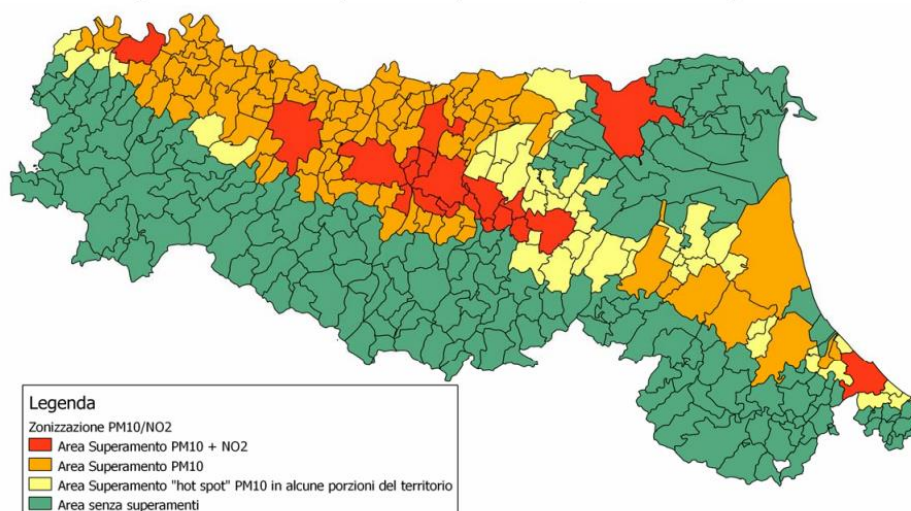 Legenda
Zonizzazione PM10/NO2
Area Superamento PM10 + NO2
Area Superamento PM10
Area Superamento "hot spot" PM10 in alcune porzioni del territorio
Area senza superamenti